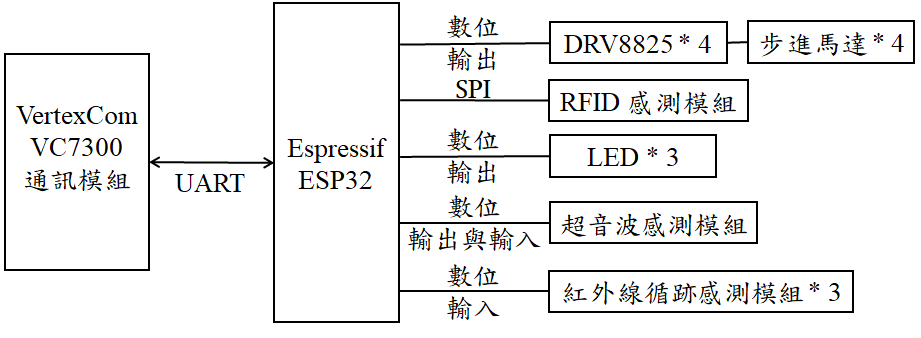 VertexCom
VC7300
通訊模組
UART
Espressif
ESP32
數位
輸出
DRV8825 * 4
步進馬達 * 4
SPI
RFID 感測模組
數位
輸出
LED * 3
數位
輸出與輸入
超音波感測模組
數位
輸入
紅外線循跡感測模組 * 3